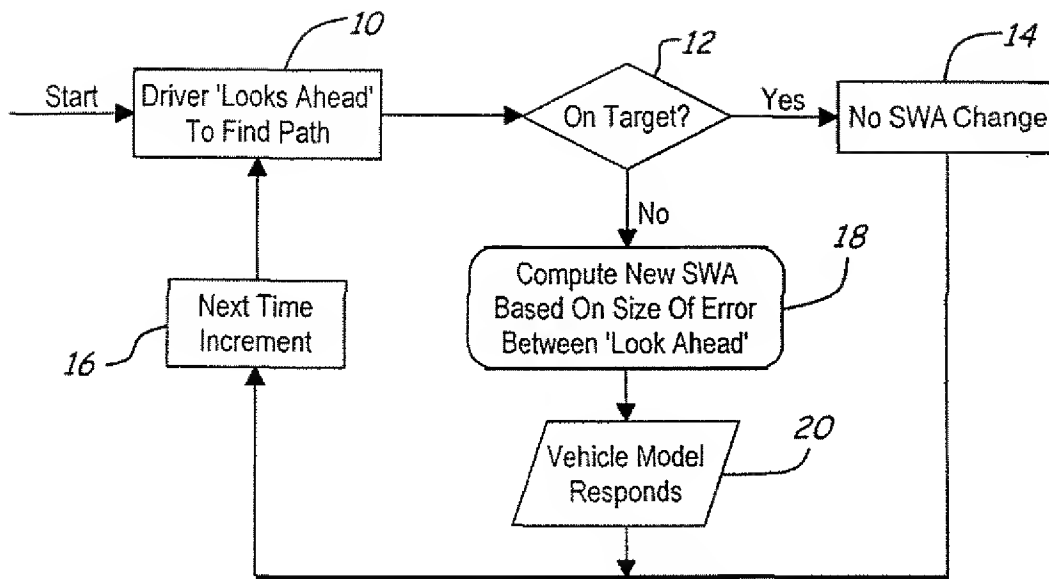 10
12
14
Start
Driver 'Looks Ahead'
To Find Path
On Target?
Yes
No SWA Change
No
18
Compute New SWA
Based On Size Of Error
Between 'Look Ahead'
Next Time
Increment
16
20
Vehicle Model
Responds